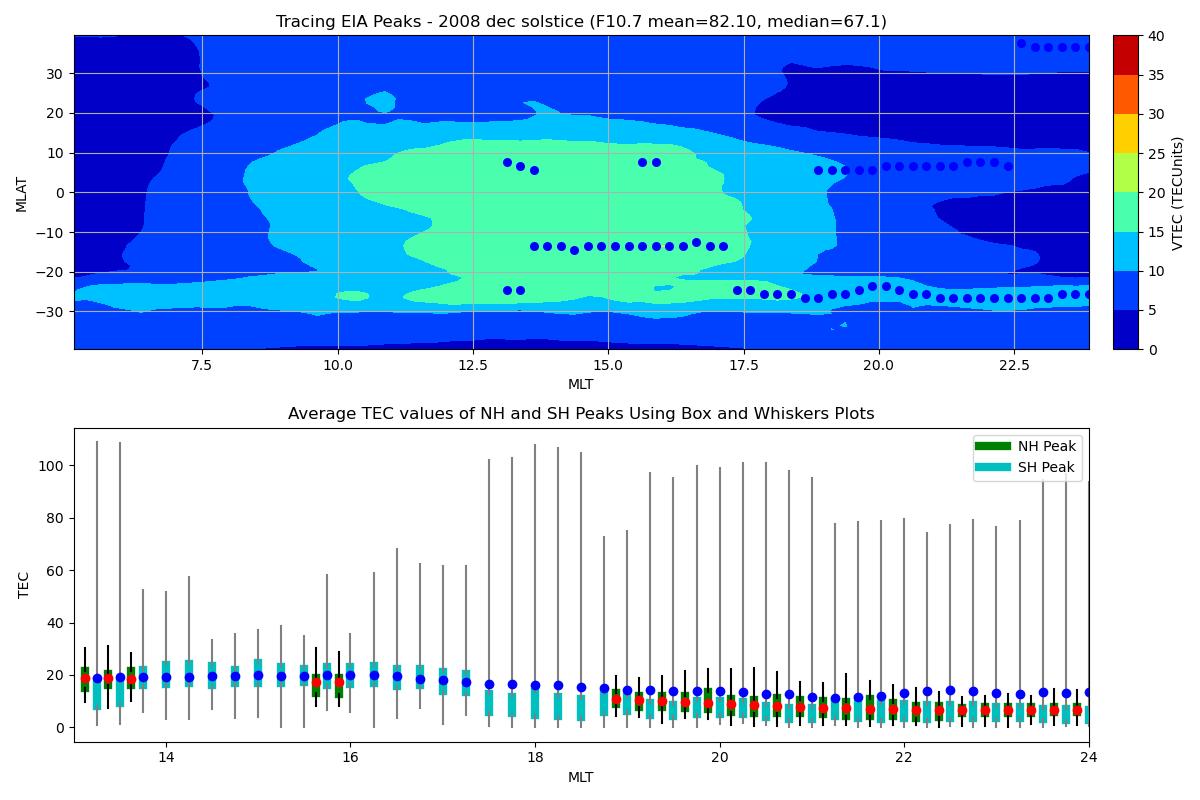 Tracing EIA Peaks - 2008 dec solstice (F10.7 mean=82.10, median=67.1)
30
20
10
0
−10
−20
−30
MLAT
7.5 10.0 12.5 15.0 17.5 20.0 22.5
MLT
40
35
30
25
20
15
10
5
0
VTEC (TECUnits)
Average TEC values of NH and SH Peaks Using Box and Whiskers Plots
NH Peak
SH Peak
100
80
60
40
20
0
TEC
14 16 18 20 22 24
MLT